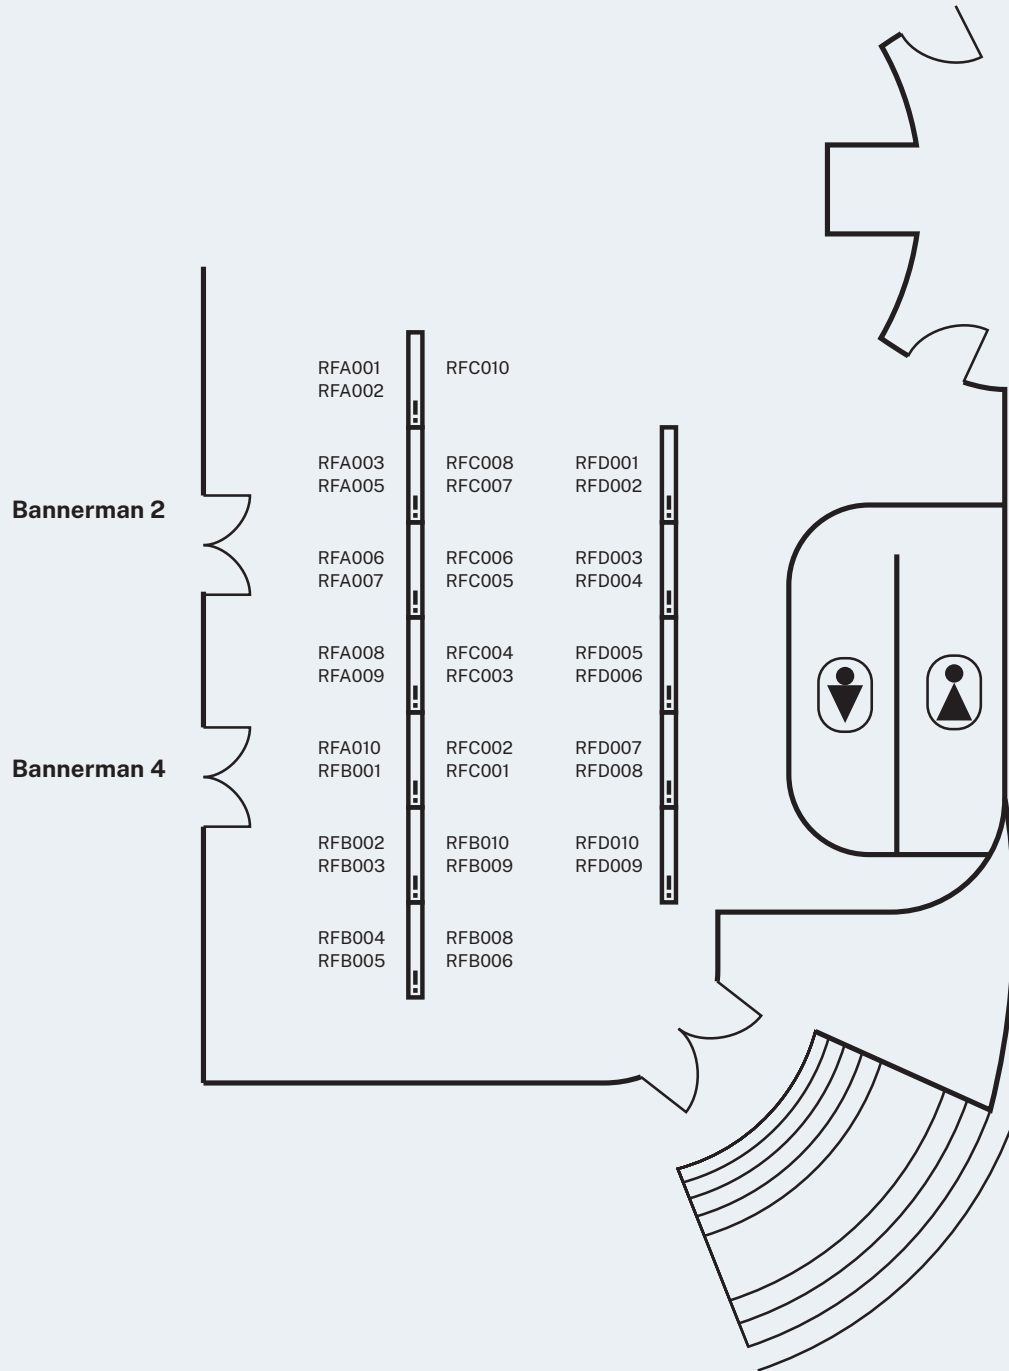 RFA001 RFC010
RFA002
RFA003 RFC008 RFD001
RFA005 RFC007 RFD002
Bannerman 2
RFA006 RFC006 RFD003
RFA007 RFC005 RFD004
RFA008 RFC004 RFD005
RFA009 RFC003 RFD006
RFA010 RFC002 RFD007
Bannerman 4
RFB001 RFC001 RFD008
RFB002 RFB010 RFD010
RFB003 RFB009 RFD009
RFB004 RFB008
RFB005 RFB006